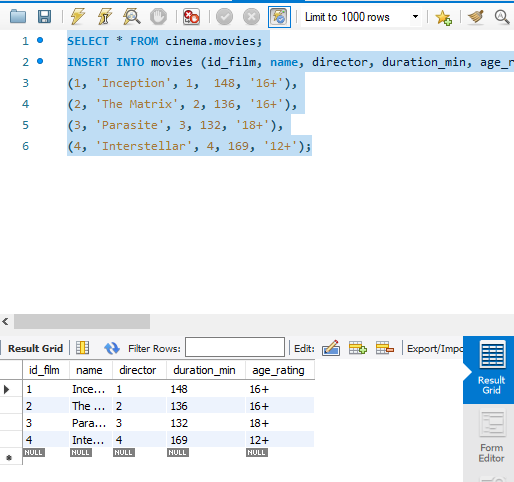 Limit to 1000 rows
1 SELECT * FROM cinema.movies;
2 INSERT INTO movies (id_film, name, director, duration_min, age_r
3 (1, 'Inception', 1,  148, '16+'),
4 (2, 'The Matrix', 2, 136, '16+'),
5 (3, 'Parasite', 3, 132, '18+'),
6 (4, 'Interstellar', 4, 169, '12+');
Result Grid Filter Rows: Edit: Export/Impo
id_film name director duration_min age_rating
1 Ince... 1 148 16+
2 The ... 2 136 16+
3 Para... 3 132 18+
4 Inte... 4 169 12+
NULL NULL NULL NULL NULL
Result
Grid
Form
Editor